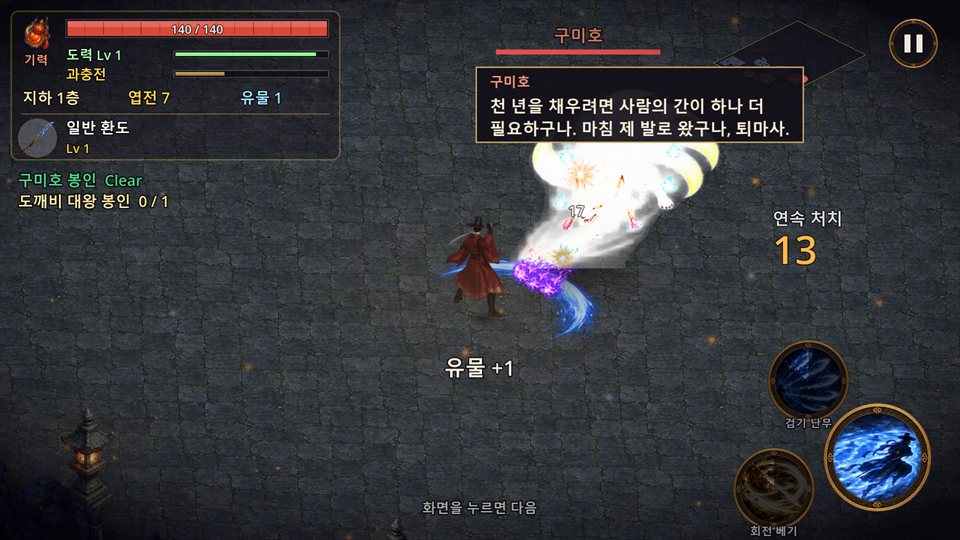 140 / 140
기력
도력 Lv 1
과충전
지하 1층
엽전 7
유물 1
일반 환도
Lv 1
구미호 봉인 Clear
도깨비 대왕 봉인 0 / 1
구미호
구미호
천 년을 채우려면 사람의 간이 하나 더
필요하구나. 마침 제 발로 왔구나, 퇴마사.
17
연속 처치
13
유물 +1
검기 난무
회전 베기
화면을 누르면 다음